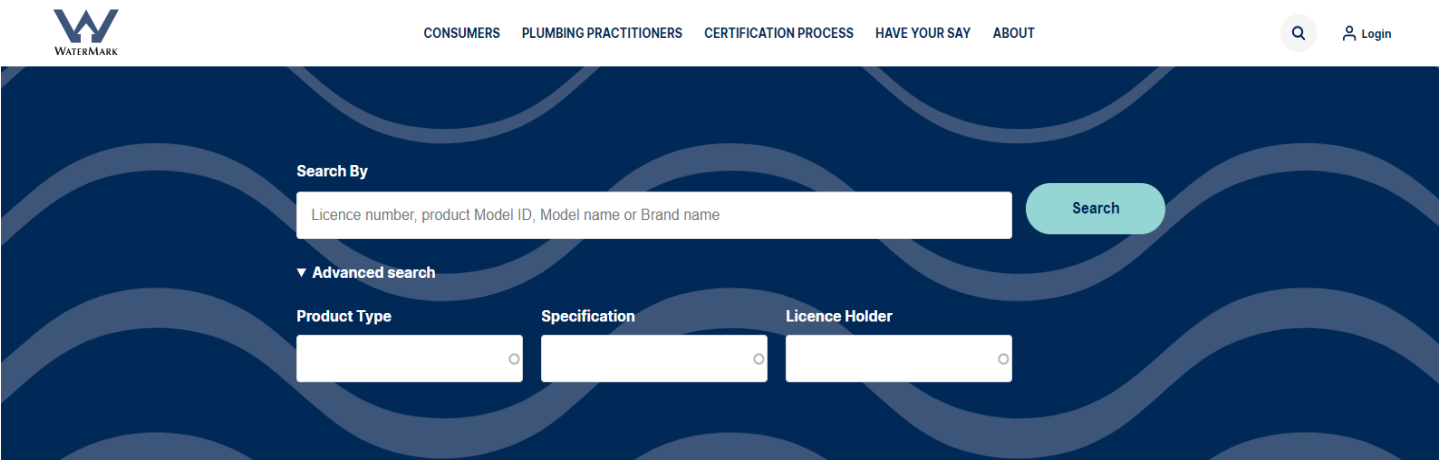 WATERMARK
CONSUMERS PLUMBING PRACTITIONERS CERTIFICATION PROCESS HAVE YOUR SAY ABOUT Login
Search By
Licence number, product Model ID, Model name or Brand name
Search
Advanced search
Product Type Specification Licence Holder